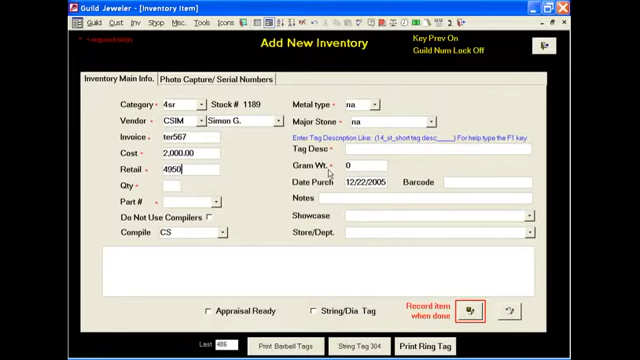 Guild Jeweler - [Inventory Item]
Guild Cust Inv Shop Misc Serv Icons
* = required fields
Add New Inventory
Key Prev On
Guild Num Lock Off
Inventory Main Info. Photo Capture/ Serial Numbers
Category * 4sr Stock # 1189 Metal type * na
Vendor * CSIM Simon G. Major Stone * na
Invoice * ter567 Enter Tag Description Like: (14_st_short tag desc____) For help type the F1 key
Cost * 2,000.00 Tag Desc *
Retail * 4950 Gram Wt. * 0
Qty * Date Purch 12/22/2005 Barcode
Part # * Notes
Do Not Use Compilers Showcase
Compile CS Store/Dept.
Appraisal Ready String/Dia Tag Record item
when done
Last 486 Print Barbell Tags String Tag 304 Print Ring Tag